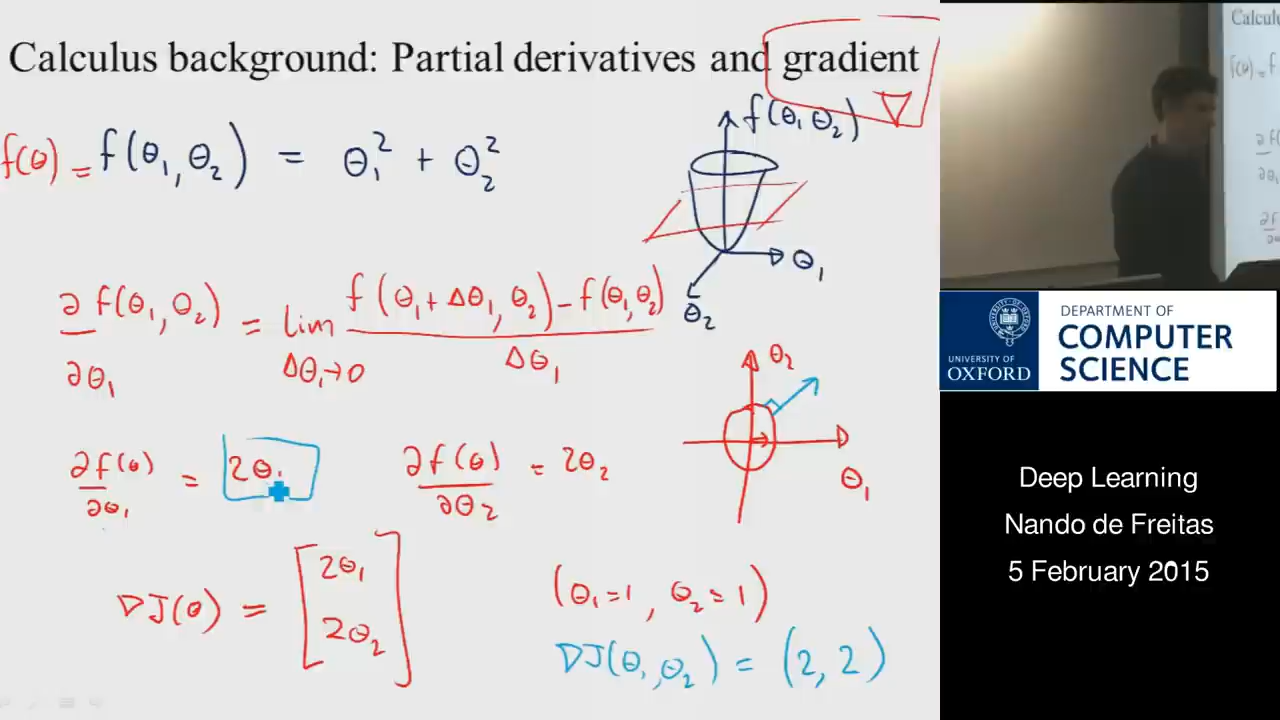 Calculus background: Partial derivatives and gradient
∇
f(θ) = f(θ₁, θ₂) = θ₁² + θ₂²
f(θ₁ θ₂)
θ₁
θ₂
∂ f(θ₁, θ₂) / ∂θ₁ = lim Δθ₁→0 f(θ₁ + Δθ₁, θ₂) − f(θ₁ θ₂) / Δθ₁
θ₂
θ₁
∂f(θ) / ∂θ₁ = 2θ₁
∂f(θ) / ∂θ₂ = 2θ₂
∇J(θ) = [2θ₁
2θ₂]
(θ₁=1, θ₂=1)
∇J(θ₁, θ₂) = (2, 2)
UNIVERSITY OF
OXFORD
DEPARTMENT OF
COMPUTER
SCIENCE
Deep Learning
Nando de Freitas
5 February 2015